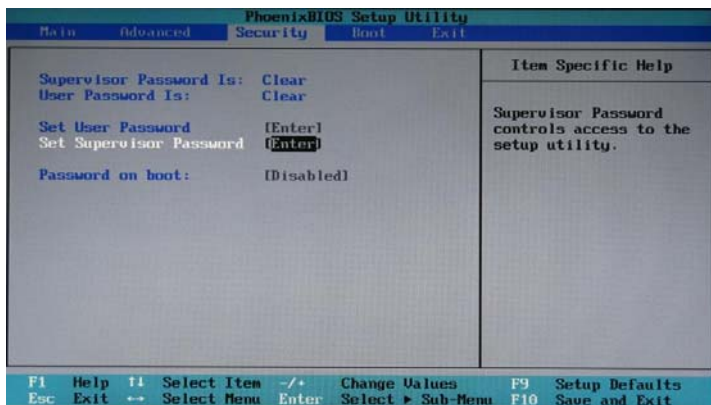 PhoenixBIOS Setup Utility
Main Advanced Security Boot Exit
Item Specific Help
Supervisor Password Is: Clear
User Password Is: Clear
Supervisor Password
controls access to the
setup utility.
Set User Password [Enter]
Set Supervisor Password [Enter]
Password on boot: [Disabled]
F1 Help ↑↓ Select Item -/+ Change Values F9 Setup Defaults
Esc Exit ↔ Select Menu Enter Select ▶ Sub-Menu F10 Save and Exit